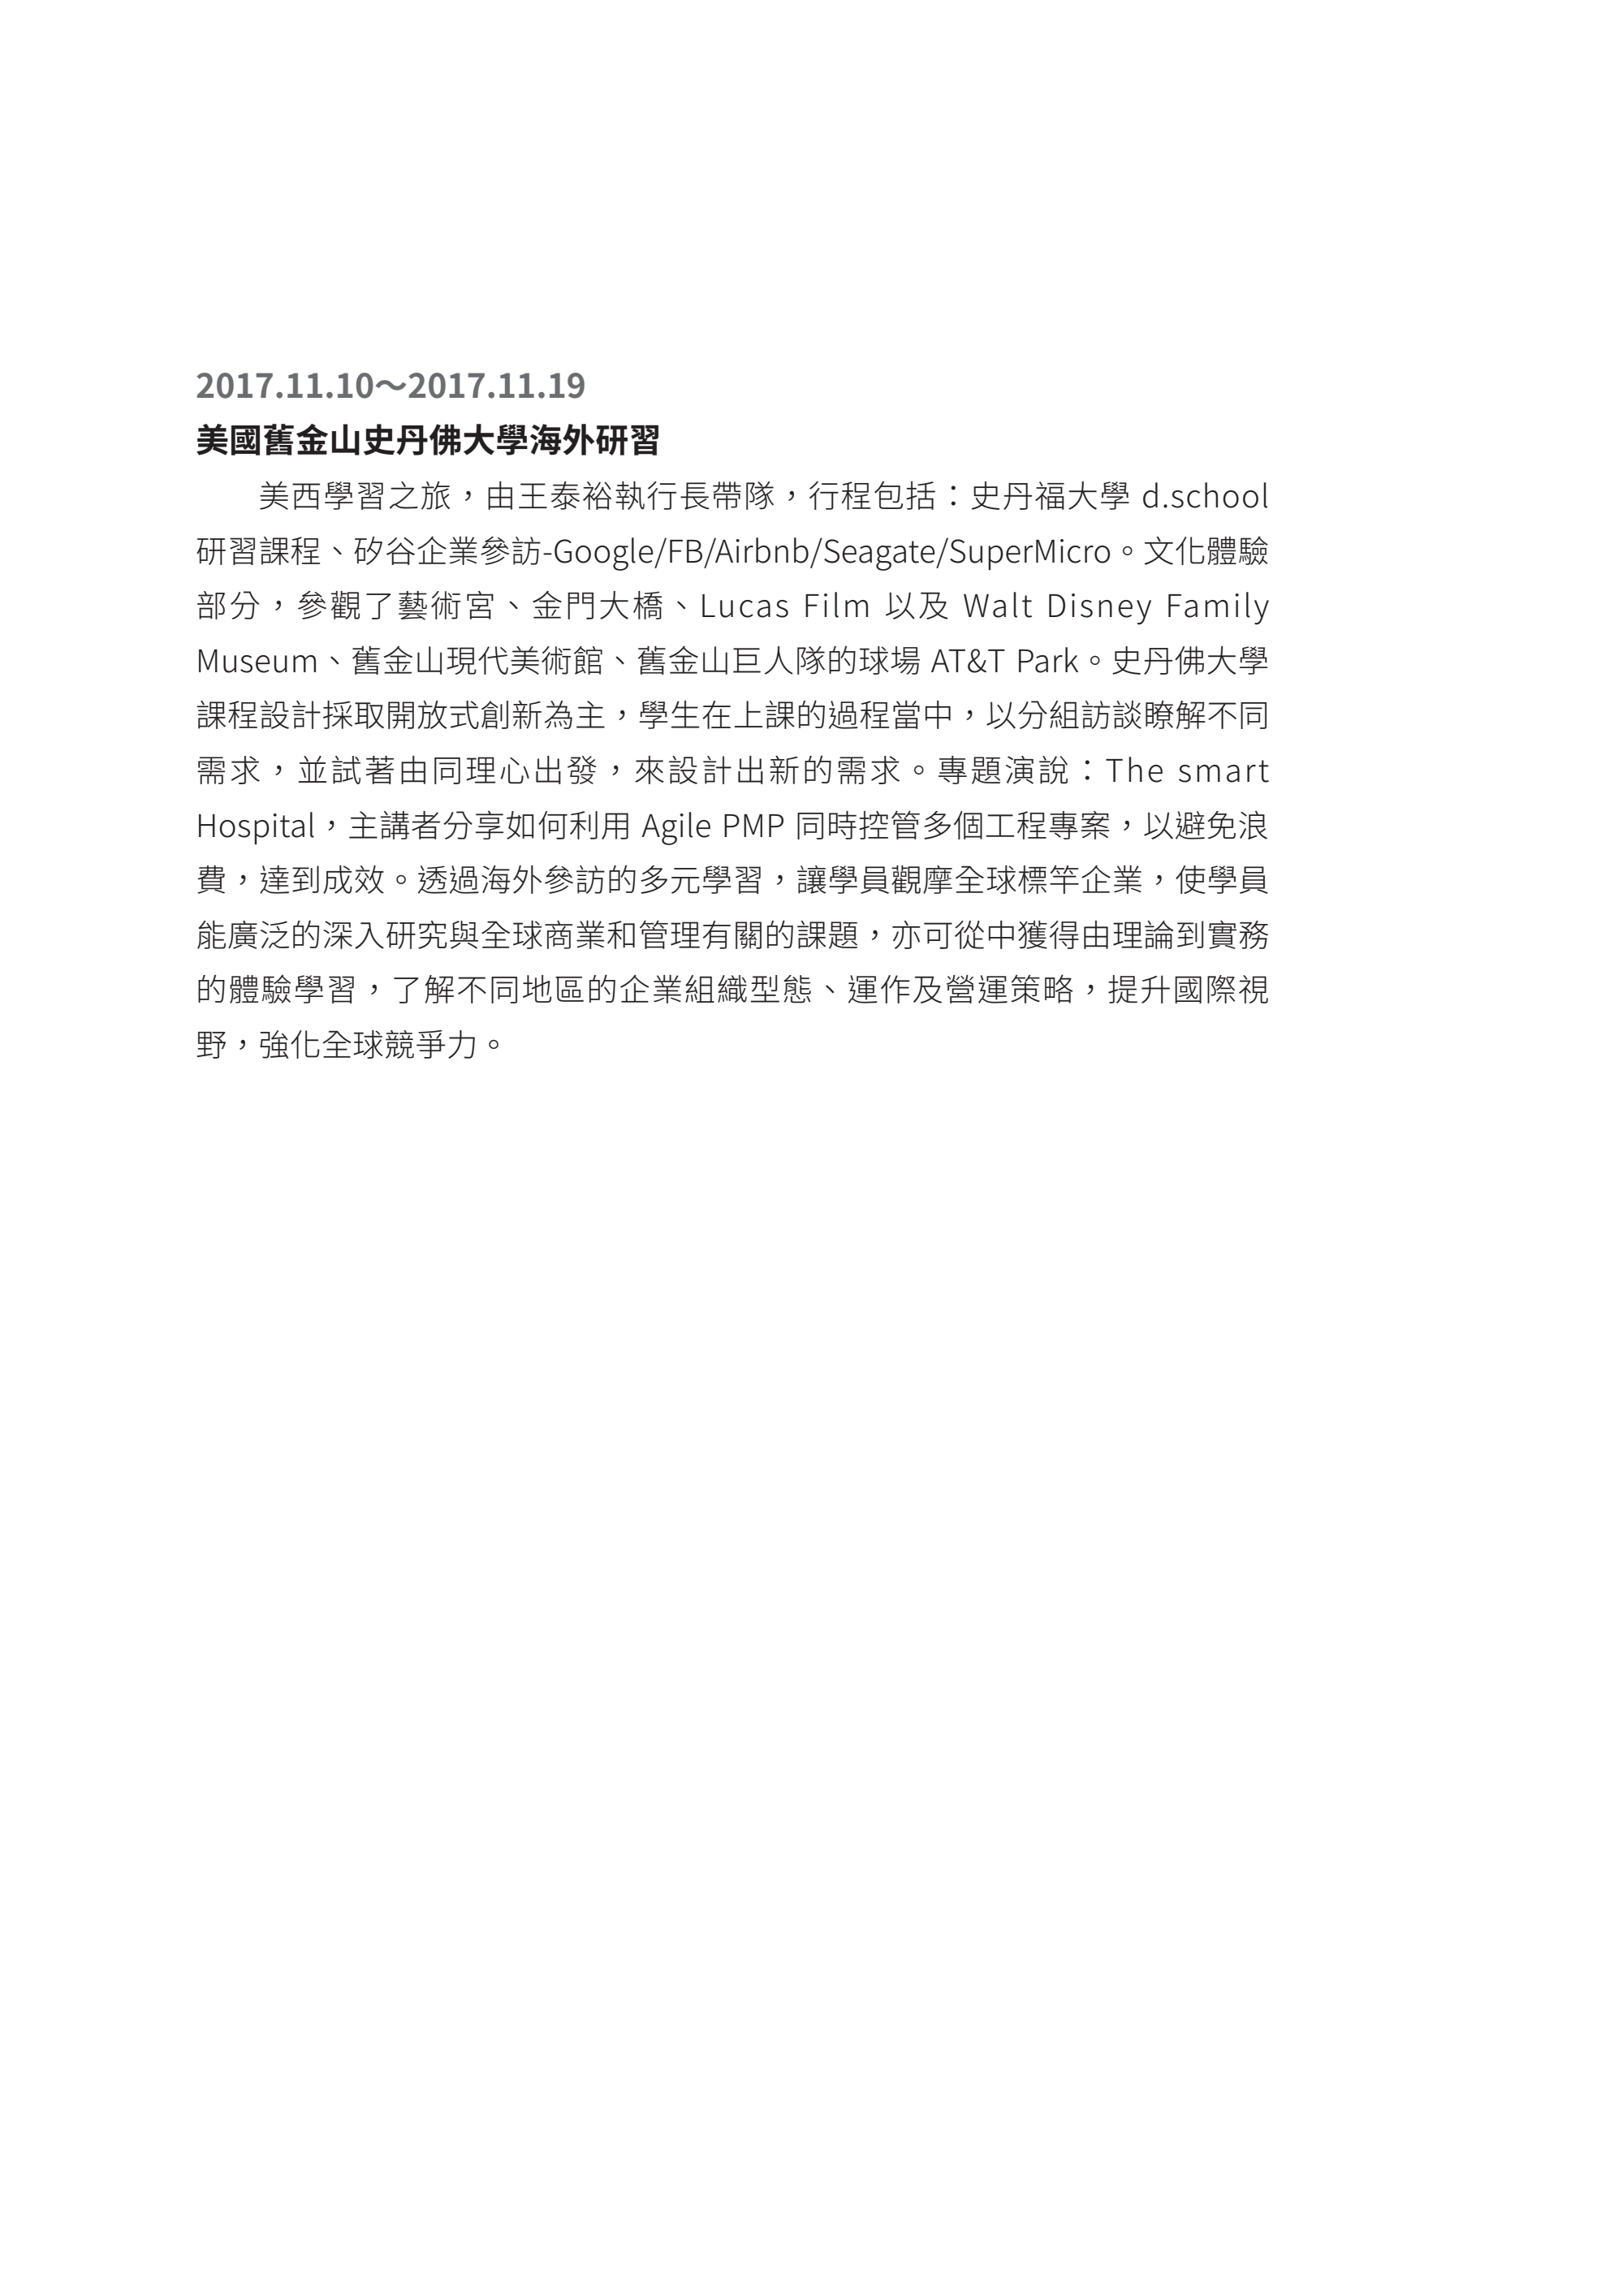 2017.11.10～2017.11.19
美國舊金山史丹佛大學海外研習
美西學習之旅，由王泰裕執行長帶隊，行程包括：史丹福大學 d.school
研習課程、矽谷企業參訪-Google/FB/Airbnb/Seagate/SuperMicro。文化體驗
部分，參觀了藝術宮、金門大橋、Lucas Film 以及 Walt Disney Family
Museum、舊金山現代美術館、舊金山巨人隊的球場 AT&T Park。史丹佛大學
課程設計採取開放式創新為主，學生在上課的過程當中，以分組訪談瞭解不同
需求，並試著由同理心出發，來設計出新的需求。專題演說：The smart
Hospital，主講者分享如何利用 Agile PMP 同時控管多個工程專案，以避免浪
費，達到成效。透過海外參訪的多元學習，讓學員觀摩全球標竿企業，使學員
能廣泛的深入研究與全球商業和管理有關的課題，亦可從中獲得由理論到實務
的體驗學習，了解不同地區的企業組織型態、運作及營運策略，提升國際視
野，強化全球競爭力。